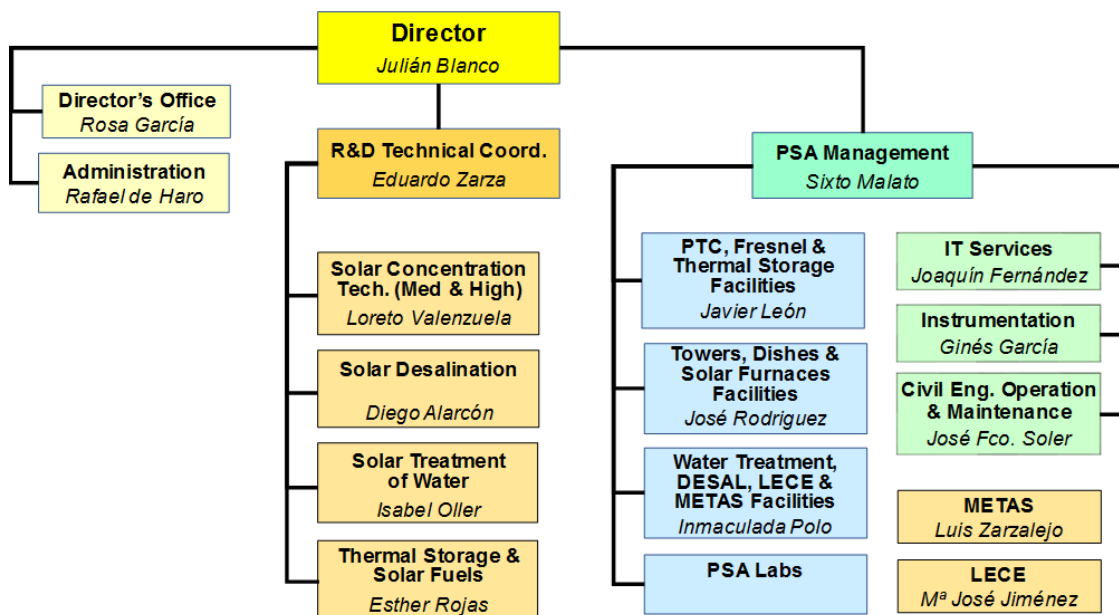 Director
Julián Blanco
Director's Office
Rosa García
Administration
Rafael de Haro
R&D Technical Coord.
Eduardo Zarza
Solar Concentration
Tech. (Med & High)
Loreto Valenzuela
Solar Desalination
Diego Alarcón
Solar Treatment
of Water
Isabel Oller
Thermal Storage &
Solar Fuels
Esther Rojas
PSA Management
Sixto Malato
PTC, Fresnel &
Thermal Storage
Facilities
Javier León
Towers, Dishes &
Solar Furnaces
Facilities
José Rodriguez
Water Treatment,
DESAL, LECE &
METAS Facilities
Inmaculada Polo
PSA Labs
IT Services
Joaquín Fernández
Instrumentation
Ginés García
Civil Eng. Operation
& Maintenance
José Fco. Soler
METAS
Luis Zarzalejo
LECE
Mª José Jiménez